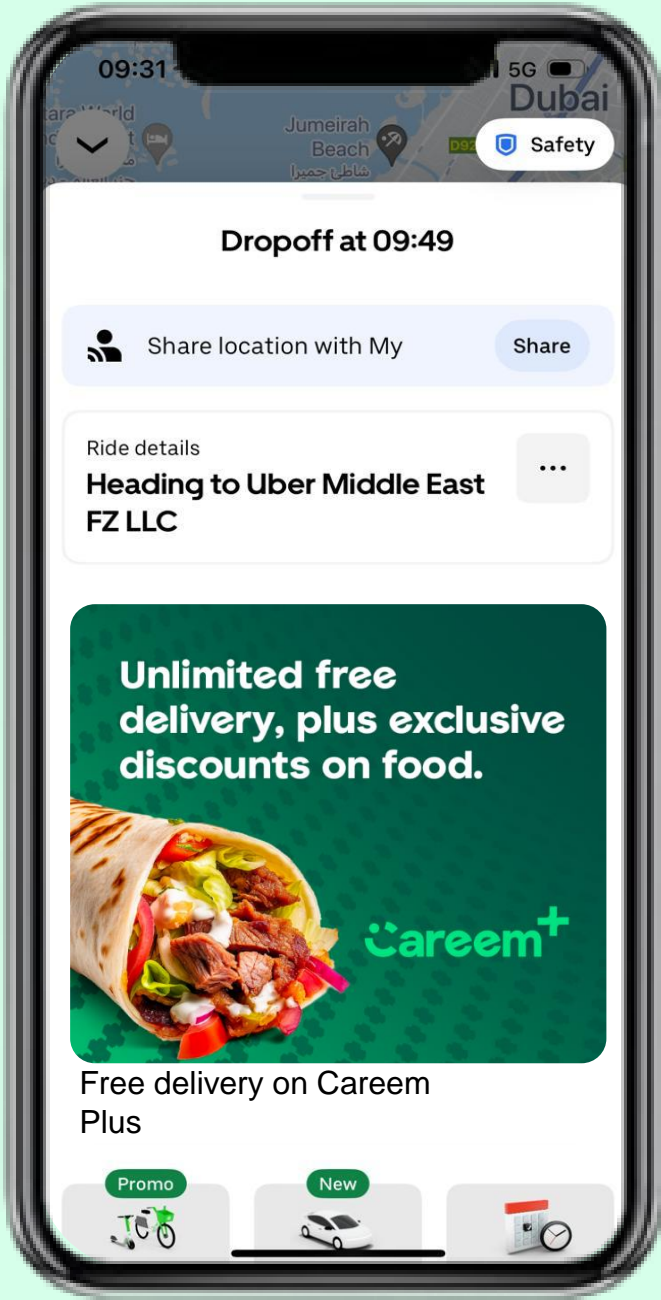 09:31
5G
Dubai
Jumeirah
Beach
شاطئ جميرا
D92
Safety
Dropoff at 09:49
Share location with My
Share
Ride details
Heading to Uber Middle East
FZ LLC
Unlimited free
delivery, plus exclusive
discounts on food.
careem+
Free delivery on Careem
Plus
Promo
New